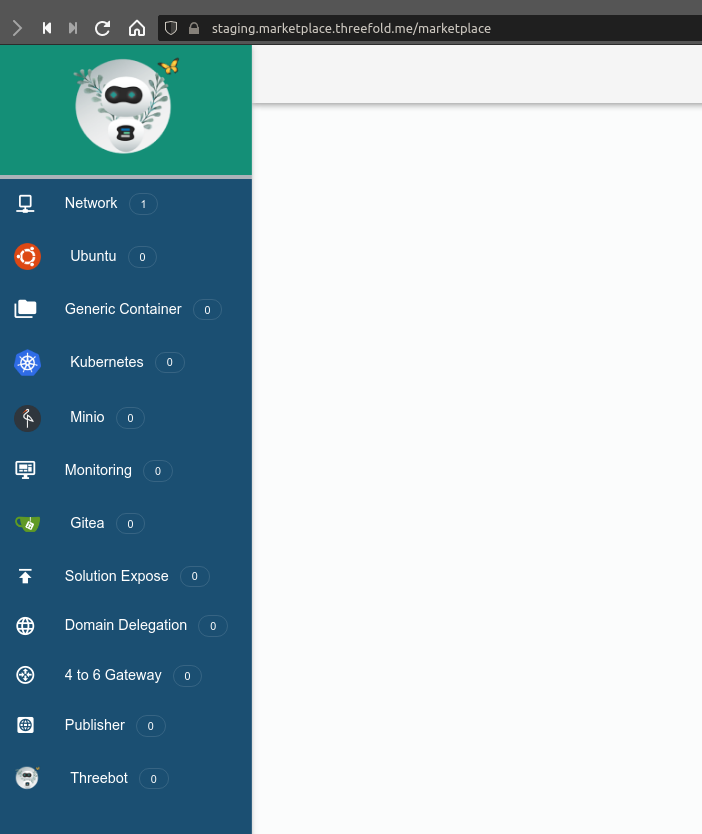 staging.marketplace.threefold.me/marketplace
Network 1
Ubuntu 0
Generic Container 0
Kubernetes 0
Minio 0
Monitoring 0
Gitea 0
Solution Expose 0
Domain Delegation 0
4 to 6 Gateway 0
Publisher 0
Threebot 0